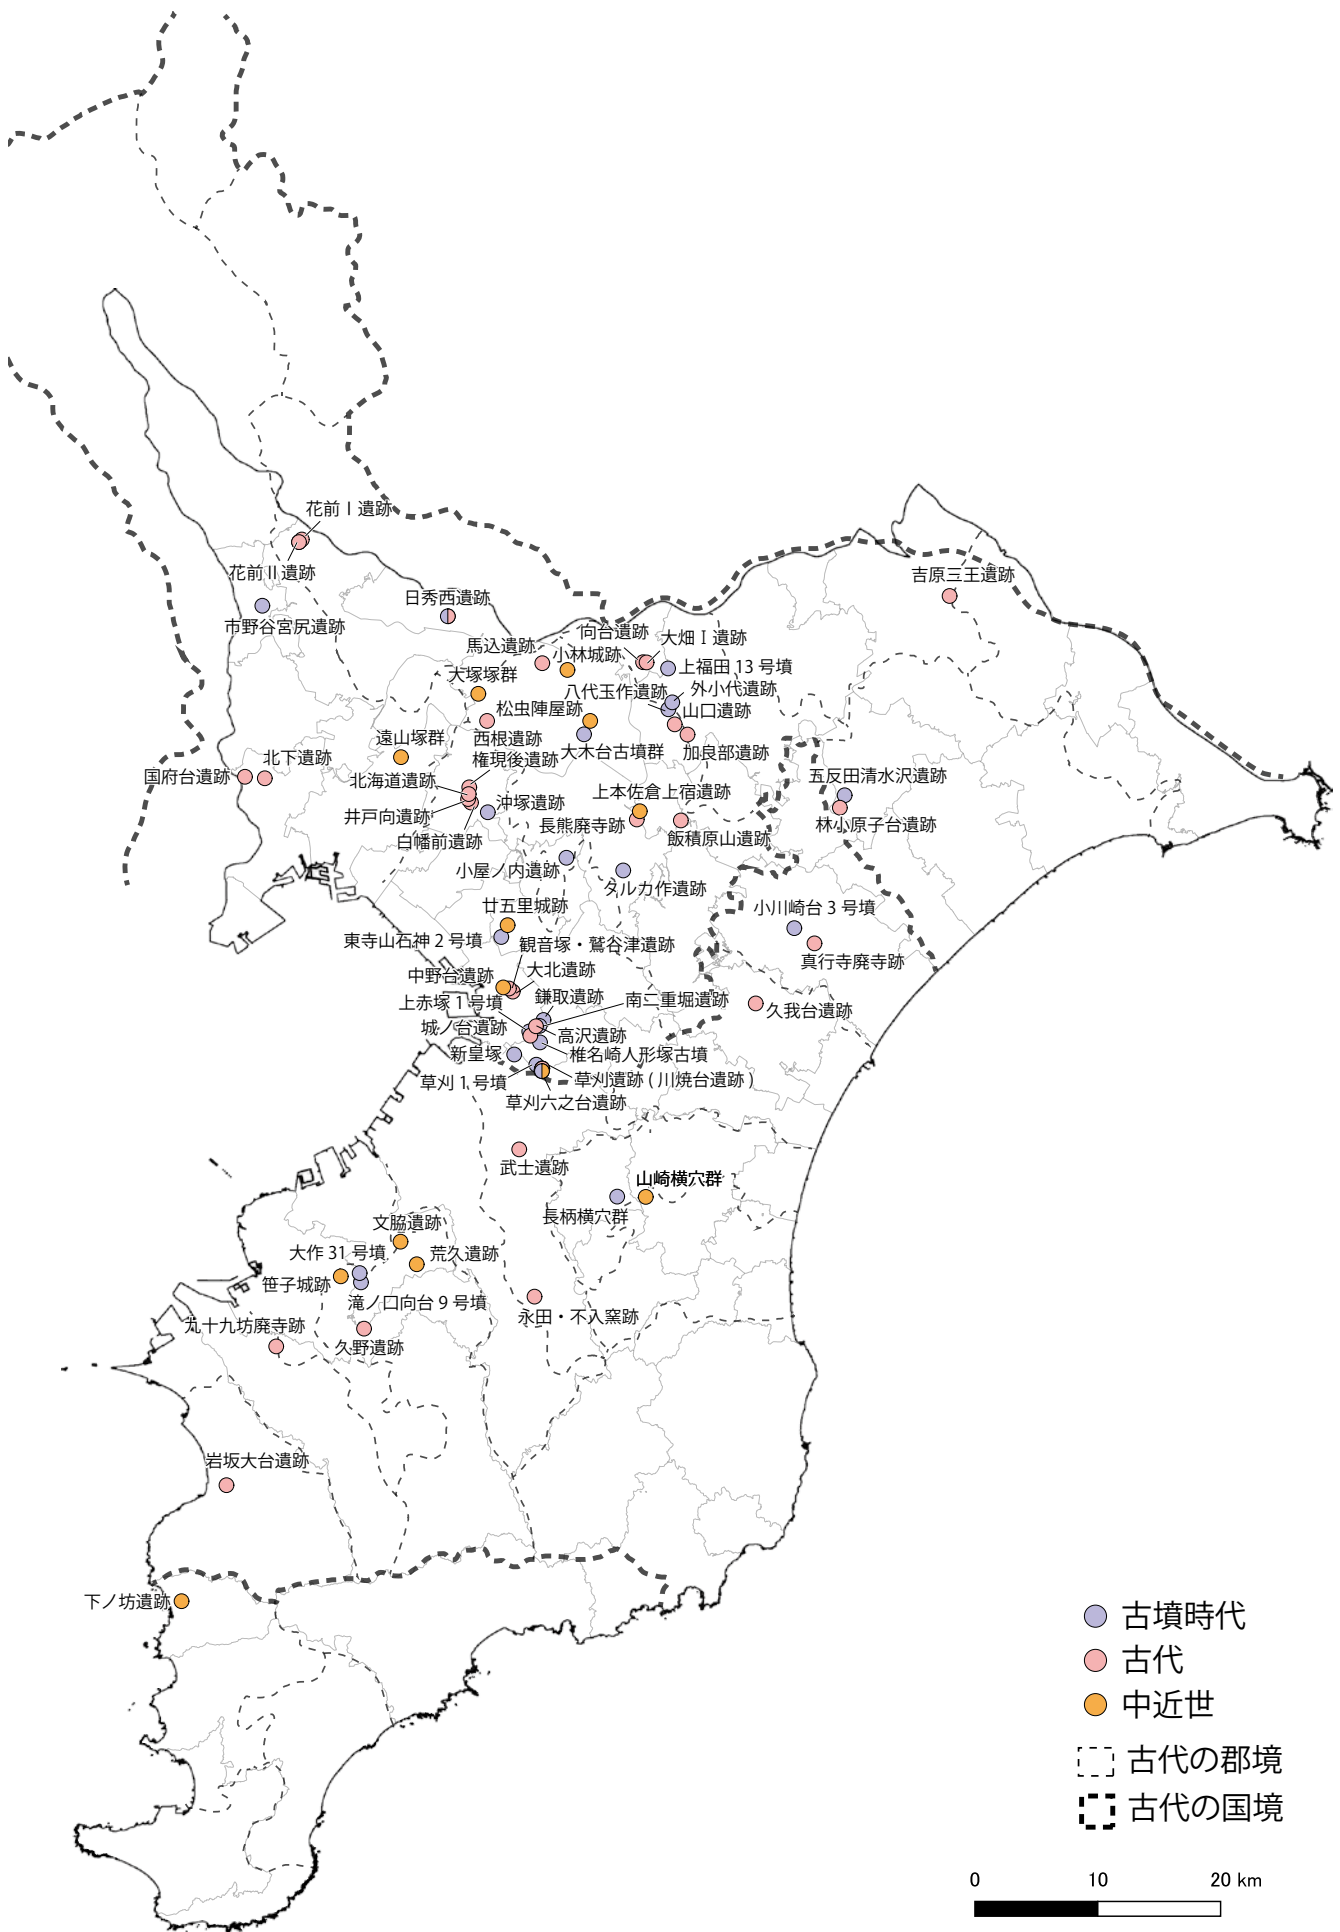 花前Ⅰ遺跡
花前Ⅱ遺跡
吉原三王遺跡
日秀西遺跡
市野谷宮尻遺跡
向台遺跡
大畑Ⅰ遺跡
馬込遺跡
小林城跡
上福田 13 号墳
大塚塚群
八代玉作遺跡
外小代遺跡
松虫陣屋跡
山口遺跡
西根遺跡
遠山塚群
大木台古墳群
加良部遺跡
権現後遺跡
北下遺跡
国府台遺跡
北海道遺跡
五反田清水沢遺跡
上本佐倉上宿遺跡
沖塚遺跡
井戸向遺跡
長熊廃寺跡
林小原子台遺跡
白幡前遺跡
飯積原山遺跡
小屋ノ内遺跡
タルカ作遺跡
廿五里城跡
小川崎台 3 号墳
東寺山石神 2 号墳
観音塚・鷲谷津遺跡
真行寺廃寺跡
中野台遺跡
大北遺跡
上赤塚 1 号墳
鎌取遺跡
南二重堀遺跡
久我台遺跡
城ノ台遺跡
高沢遺跡
新皇塚
椎名崎人形塚古墳
草刈 1 号墳
草刈遺跡 ( 川焼台遺跡 )
草刈六之台遺跡
武士遺跡
山崎横穴群
長柄横穴群
文脇遺跡
大作 31 号墳
荒久遺跡
笹子城跡
滝ノ口向台 9 号墳
永田・不入窯跡
九十九坊廃寺跡
久野遺跡
岩坂大台遺跡
下ノ坊遺跡
古墳時代
古代
中近世
古代の郡境
古代の国境
0 10 20 km